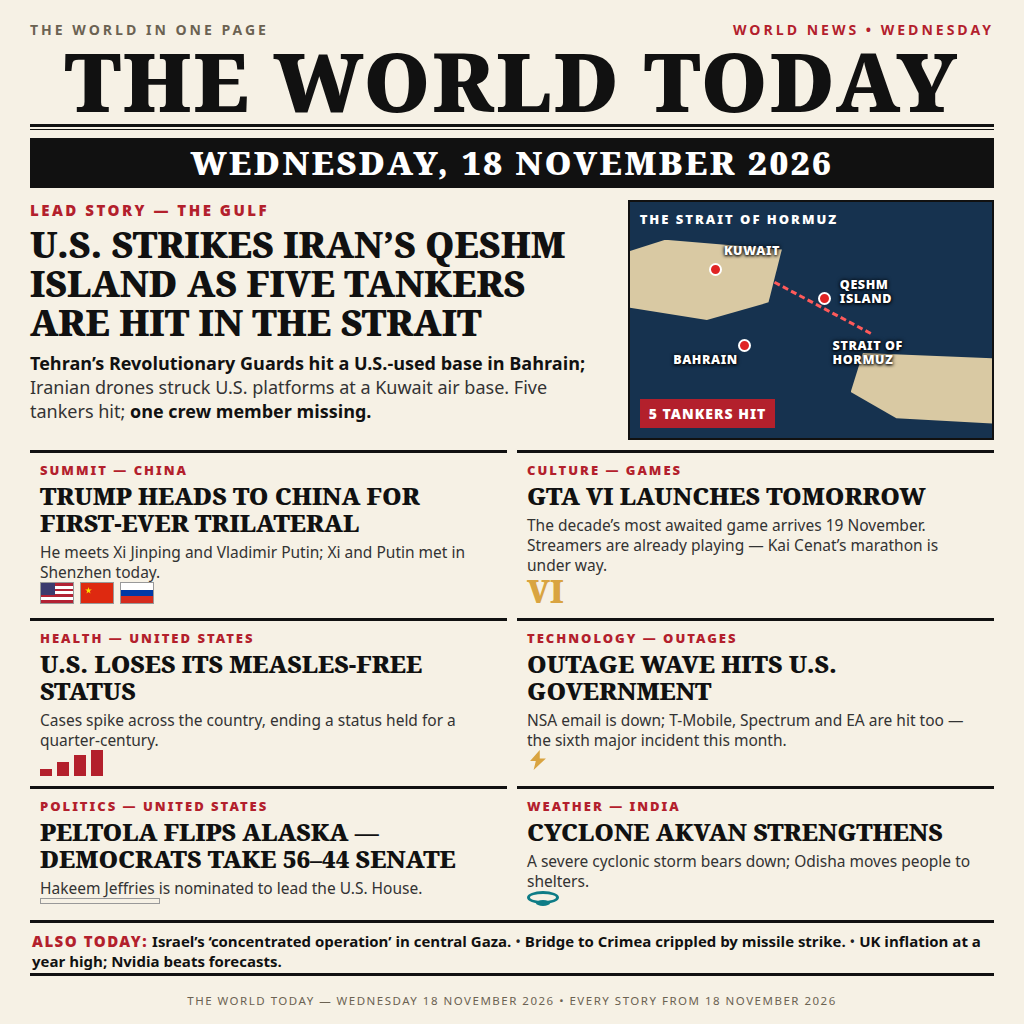 THE WORLD IN ONE PAGE
WORLD NEWS • WEDNESDAY
THE WORLD TODAY
WEDNESDAY, 18 NOVEMBER 2026
LEAD STORY — THE GULF
U.S. STRIKES IRAN’S QESHM
ISLAND AS FIVE TANKERS
ARE HIT IN THE STRAIT
Tehran’s Revolutionary Guards hit a U.S.-used base in Bahrain;
Iranian drones struck U.S. platforms at a Kuwait air base. Five
tankers hit; one crew member missing.
THE STRAIT OF HORMUZ
KUWAIT
QESHM
ISLAND
BAHRAIN
STRAIT OF
HORMUZ
5 TANKERS HIT
SUMMIT — CHINA
TRUMP HEADS TO CHINA FOR
FIRST-EVER TRILATERAL
He meets Xi Jinping and Vladimir Putin; Xi and Putin met in
Shenzhen today.
CULTURE — GAMES
GTA VI LAUNCHES TOMORROW
The decade’s most awaited game arrives 19 November.
Streamers are already playing — Kai Cenat’s marathon is
under way.
VI
HEALTH — UNITED STATES
U.S. LOSES ITS MEASLES-FREE
STATUS
Cases spike across the country, ending a status held for a
quarter-century.
TECHNOLOGY — OUTAGES
OUTAGE WAVE HITS U.S.
GOVERNMENT
NSA email is down; T-Mobile, Spectrum and EA are hit too —
the sixth major incident this month.
POLITICS — UNITED STATES
PELTOLA FLIPS ALASKA —
DEMOCRATS TAKE 56–44 SENATE
Hakeem Jeffries is nominated to lead the U.S. House.
WEATHER — INDIA
CYCLONE AKVAN STRENGTHENS
A severe cyclonic storm bears down; Odisha moves people to
shelters.
ALSO TODAY: Israel’s ‘concentrated operation’ in central Gaza. • Bridge to Crimea crippled by missile strike. • UK inflation at a
year high; Nvidia beats forecasts.
THE WORLD TODAY — WEDNESDAY 18 NOVEMBER 2026 • EVERY STORY FROM 18 NOVEMBER 2026